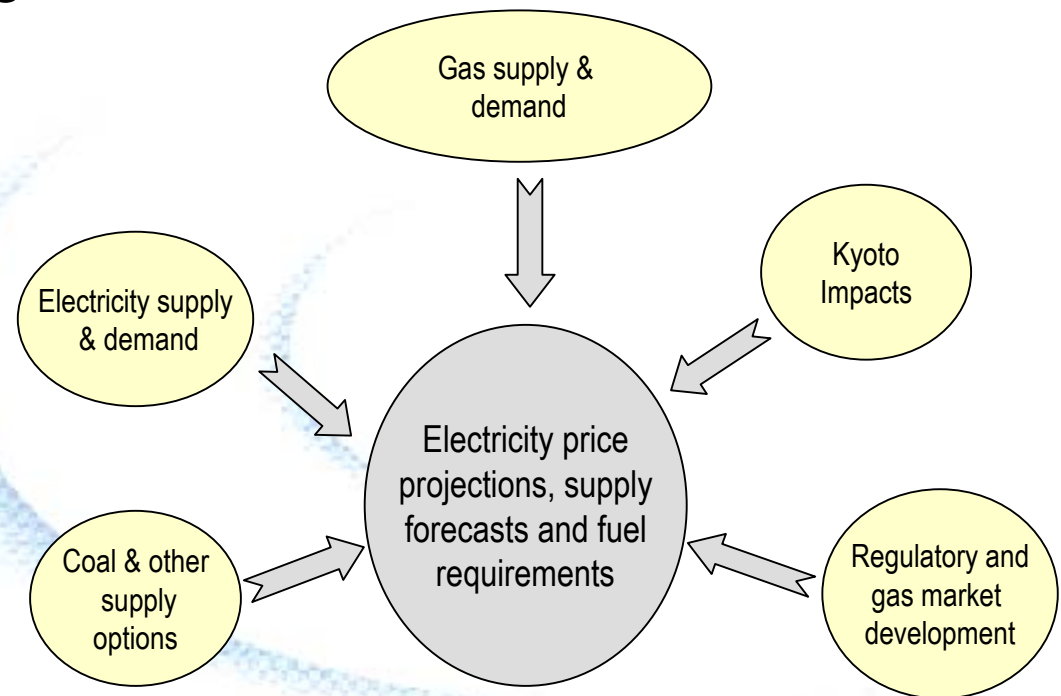 Gas supply &
demand
Kyoto
Impacts
Electricity supply
& demand
Electricity price
projections, supply
forecasts and fuel
requirements
Coal & other
supply
options
Regulatory and
gas market
development